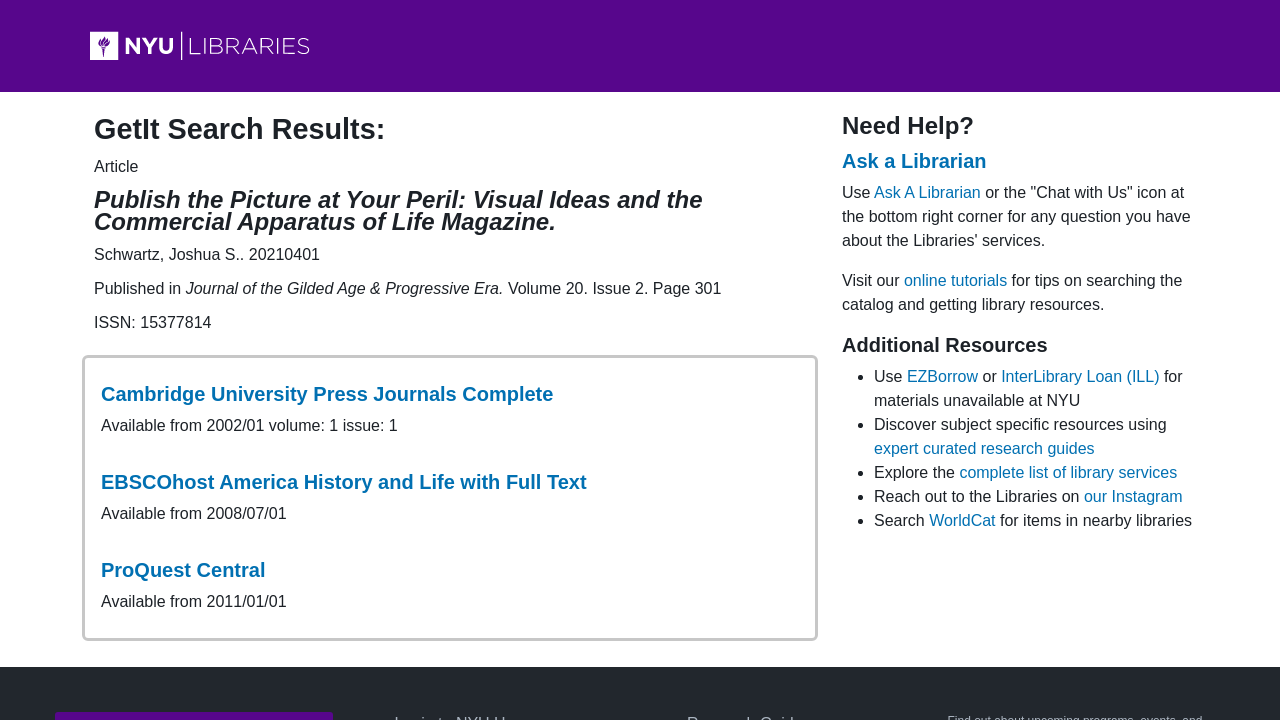 NYU LIBRARIES
GetIt Search Results:
Article
Publish the Picture at Your Peril: Visual Ideas and the
Commercial Apparatus of Life Magazine.
Schwartz, Joshua S.. 20210401
Published in Journal of the Gilded Age & Progressive Era. Volume 20. Issue 2. Page 301
ISSN: 15377814
Cambridge University Press Journals Complete
Available from 2002/01 volume: 1 issue: 1
EBSCOhost America History and Life with Full Text
Available from 2008/07/01
ProQuest Central
Available from 2011/01/01
Need Help?
Ask a Librarian
Use Ask A Librarian or the "Chat with Us" icon at
the bottom right corner for any question you have
about the Libraries' services.
Visit our online tutorials for tips on searching the
catalog and getting library resources.
Additional Resources
Use EZBorrow or InterLibrary Loan (ILL) for
materials unavailable at NYU
Discover subject specific resources using
expert curated research guides
Explore the complete list of library services
Reach out to the Libraries on our Instagram
Search WorldCat for items in nearby libraries